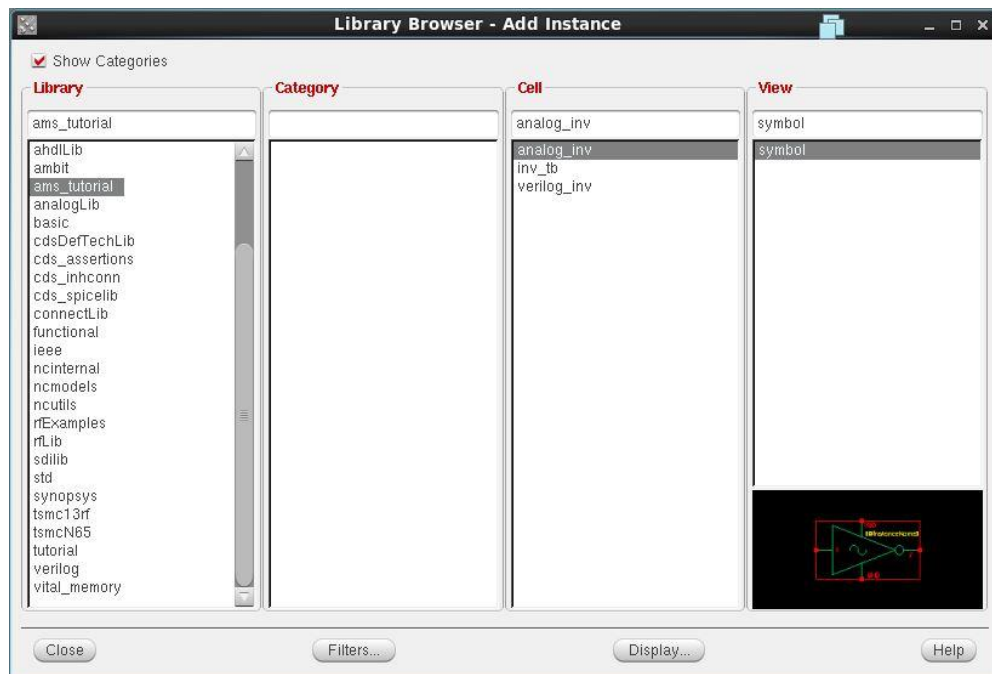 Library Browser - Add Instance
Show Categories
Library
ams_tutorial
ahdlLib
ambit
ams_tutorial
analogLib
basic
cdsDefTechLib
cds_assertions
cds_inhconn
cds_spicelib
connectLib
functional
ieee
ncinternal
ncmodels
ncutils
rfExamples
rfLib
sdilib
std
synopsys
tsmc13rf
tsmcN65
tutorial
verilog
vital_memory
Category
Cell
analog_inv
analog_inv
inv_tb
verilog_inv
View
symbol
symbol
Close
Filters...
Display...
Help